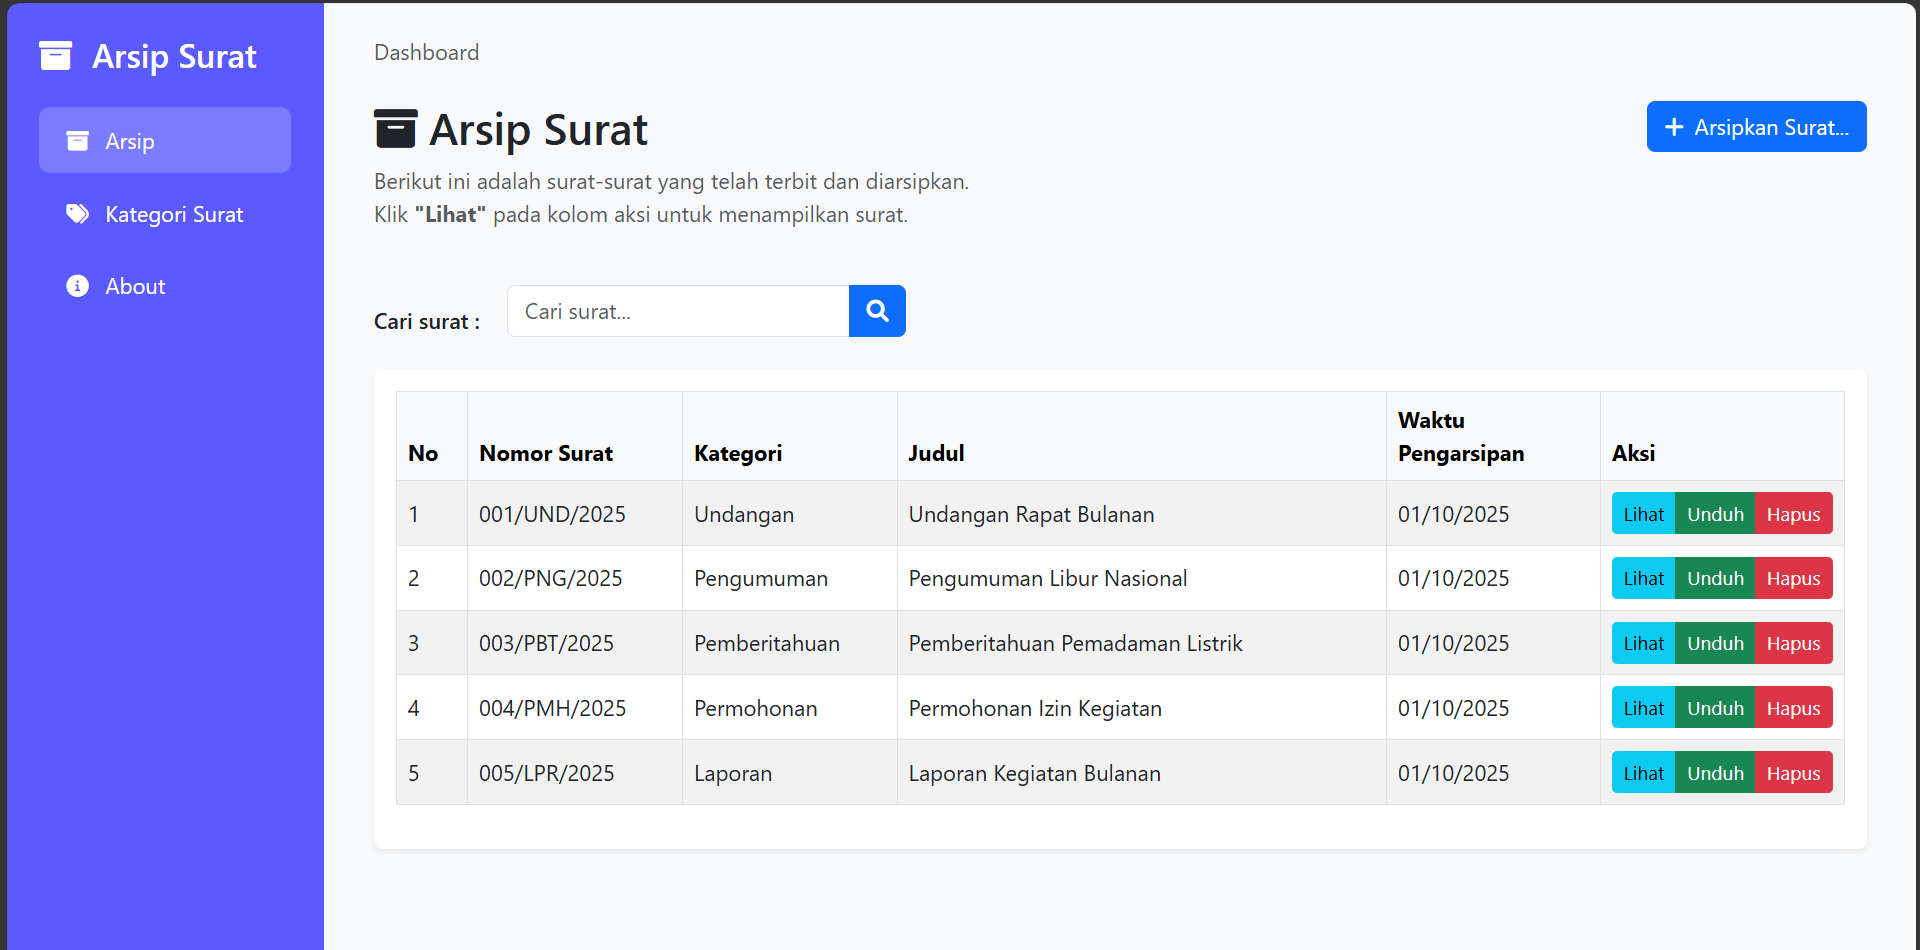 Arsip Surat
Arsip
Kategori Surat
About
Dashboard
Arsip Surat
+ Arsipkan Surat...
Berikut ini adalah surat-surat yang telah terbit dan diarsipkan.
Klik "Lihat" pada kolom aksi untuk menampilkan surat.
Cari surat : Cari surat...
No Nomor Surat Kategori Judul Waktu Pengarsipan Aksi
1 001/UND/2025 Undangan Undangan Rapat Bulanan 01/10/2025 Lihat Unduh Hapus
2 002/PNG/2025 Pengumuman Pengumuman Libur Nasional 01/10/2025 Lihat Unduh Hapus
3 003/PBT/2025 Pemberitahuan Pemberitahuan Pemadaman Listrik 01/10/2025 Lihat Unduh Hapus
4 004/PMH/2025 Permohonan Permohonan Izin Kegiatan 01/10/2025 Lihat Unduh Hapus
5 005/LPR/2025 Laporan Laporan Kegiatan Bulanan 01/10/2025 Lihat Unduh Hapus